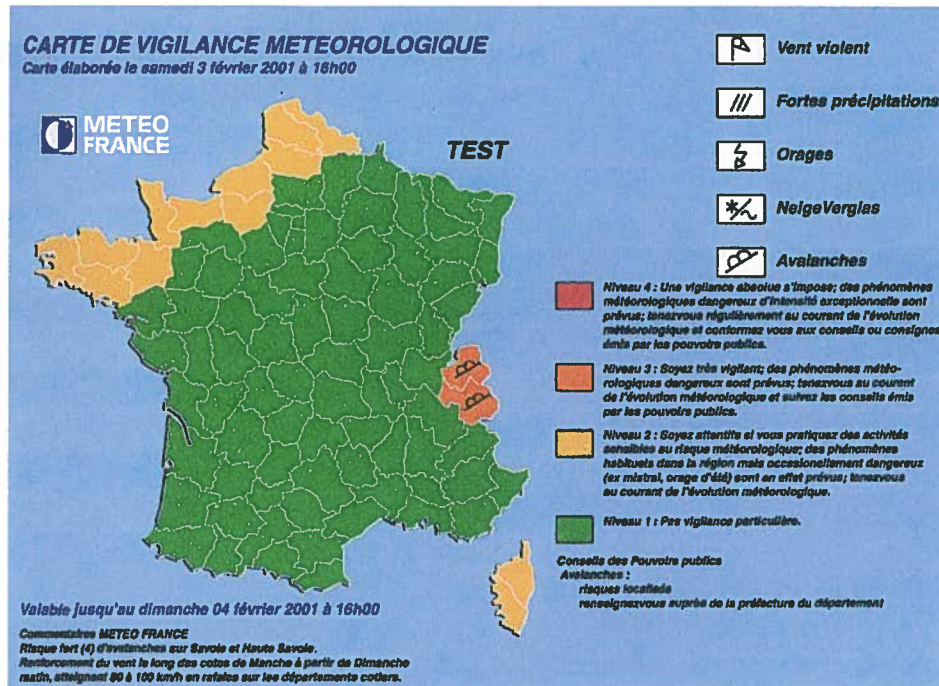 CARTE DE VIGILANCE METEOROLOGIQUE
Carte élaborée le samedi 3 février 2001 à 16h00
METEO
FRANCE
TEST
Vent violent
Fortes précipitations
Orages
NeigeVerglas
Avalanches
Niveau 4 : Une vigilance absolue s'impose; des phénomènes
météorologiques dangereux d'intensité exceptionnelle sont
prévus; tenezvous régulièrement au courant de l'évolution
météorologique et conformez vous aux conseils ou consignes
émis par les pouvoirs publics.
Niveau 3 : Soyez très vigilant; des phénomènes météo-
rologiques dangereux sont prévus; tenezvous au courant
de l'évolution météorologique et suivez les conseils émis
par les pouvoirs publics.
Niveau 2 : Soyez attentifs si vous pratiquez des activités
sensibles au risque météorologique; des phénomènes
habituels dans la région mais occasionellement dangereux
(ex mistral, orage d'été) sont en effet prévus; tenezvous
au courant de l'évolution météorologique.
Niveau 1 : Pas vigilance particulière.
Conseils des Pouvoirs publics
Avalanches :
risques localisés
renseignezvous auprès de la préfecture du département
Valable jusqu'au dimanche 04 février 2001 à 16h00
Commentaires METEO FRANCE
Risque fort (4) d'avalanches sur Savoie et Haute Savoie.
Renforcement du vent le long des cotes de Manche à partir de Dimanche
matin, atteignant 80 à 100 km/h en rafales sur les départements cotiers.